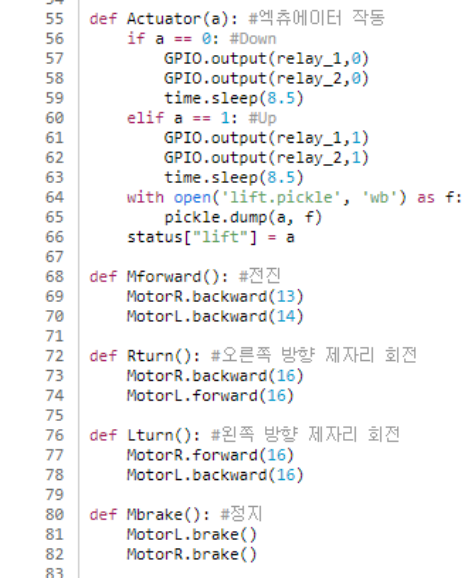 55 def Actuator(a): #엑츄에이터 작동
56     if a == 0: #Down
57         GPIO.output(relay_1,0)
58         GPIO.output(relay_2,0)
59         time.sleep(8.5)
60     elif a == 1: #Up
61         GPIO.output(relay_1,1)
62         GPIO.output(relay_2,1)
63         time.sleep(8.5)
64     with open('lift.pickle', 'wb') as f:
65         pickle.dump(a, f)
66     status["lift"] = a
67
68 def Mforward(): #전진
69     MotorR.backward(13)
70     MotorL.backward(14)
71
72 def Rturn(): #오른쪽 방향 제자리 회전
73     MotorR.backward(16)
74     MotorL.forward(16)
75
76 def Lturn(): #왼쪽 방향 제자리 회전
77     MotorR.forward(16)
78     MotorL.backward(16)
79
80 def Mbrake(): #정지
81     MotorL.brake()
82     MotorR.brake()
83